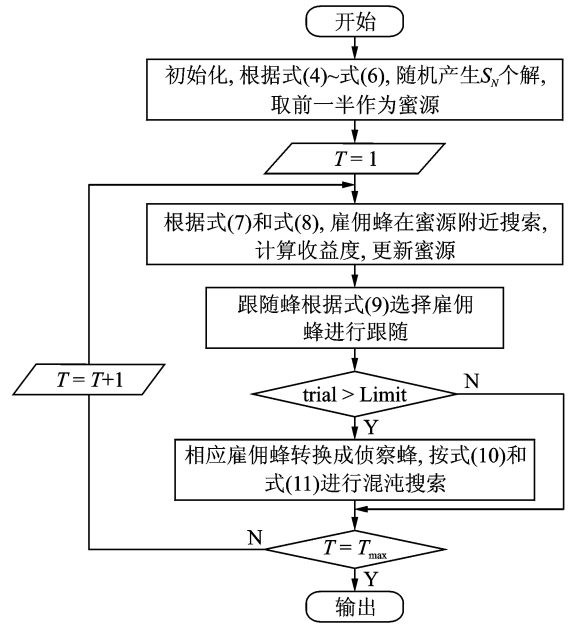 开始
初始化, 根据式(4)~式(6), 随机产生S_N个解,
取前一半作为蜜源
T = 1
根据式(7)和式(8), 雇佣蜂在蜜源附近搜索,
计算收益度, 更新蜜源
跟随蜂根据式(9)选择雇佣
蜂进行跟随
T = T+1
trial > Limit
N
Y
相应雇佣蜂转换成侦察蜂, 按式(10)和
式(11)进行混沌搜索
N
T = T_max
Y
输出